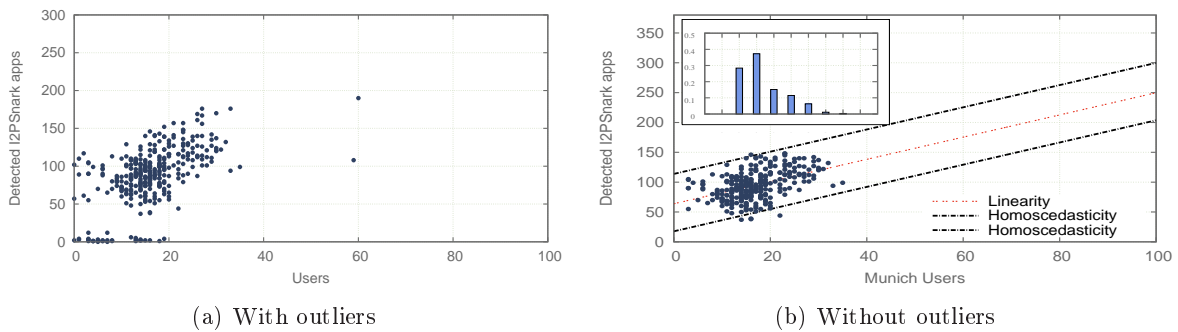 300
250
200
150
100
50
0
0 20 40 60 80 100
Detected I2PSnark apps
Users
(a) With outliers
350
300
250
200
150
100
50
0
0 20 40 60 80 100
Detected I2PSnark apps
Munich Users
0.5
0.4
0.3
0.2
0.1
0
Linearity
Homoscedasticity
Homoscedasticity
(b) Without outliers